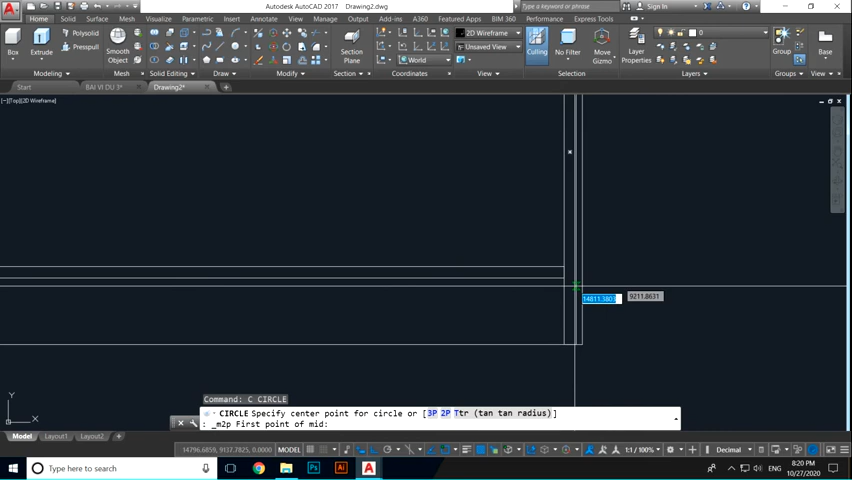 Autodesk AutoCAD 2017 Drawing2.dwg
Type a keyword or phrase
Sign In
Home Solid Surface Mesh Visualize Parametric Insert Annotate View Manage Output Add-ins A360 Featured Apps BIM 360 Performance Express Tools
Box
Extrude
Polysolid
Presspull
Smooth
Object
Section
Plane
World
2D Wireframe
Unsaved View
Culling
No Filter
Move
Gizmo
Layer
Properties
0
Group
Base
Modeling
Mesh
Solid Editing
Draw
Modify
Section
Coordinates
View
Selection
Layers
Groups
View
Start
BAI VI DU 3*
Drawing2*
[−][Top][2D Wireframe]
14811.3803
9211.8631
Y
X
Command: C CIRCLE
CIRCLE Specify center point for circle or [3P 2P Ttr (tan tan radius)]
: _m2p First point of mid:
Model Layout1 Layout2
14796.6859, 9137.7825, 0.0000 MODEL
1:1 / 100%
Decimal
Type here to search
8:20 PM
10/27/2020